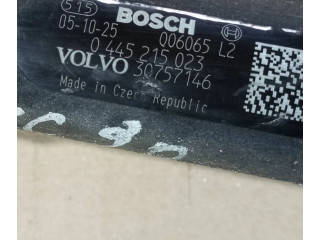 515 BOSCH
05-10-25 006065 L2
0 445 215 023
VOLVO 30757146
Made in Czech Republic